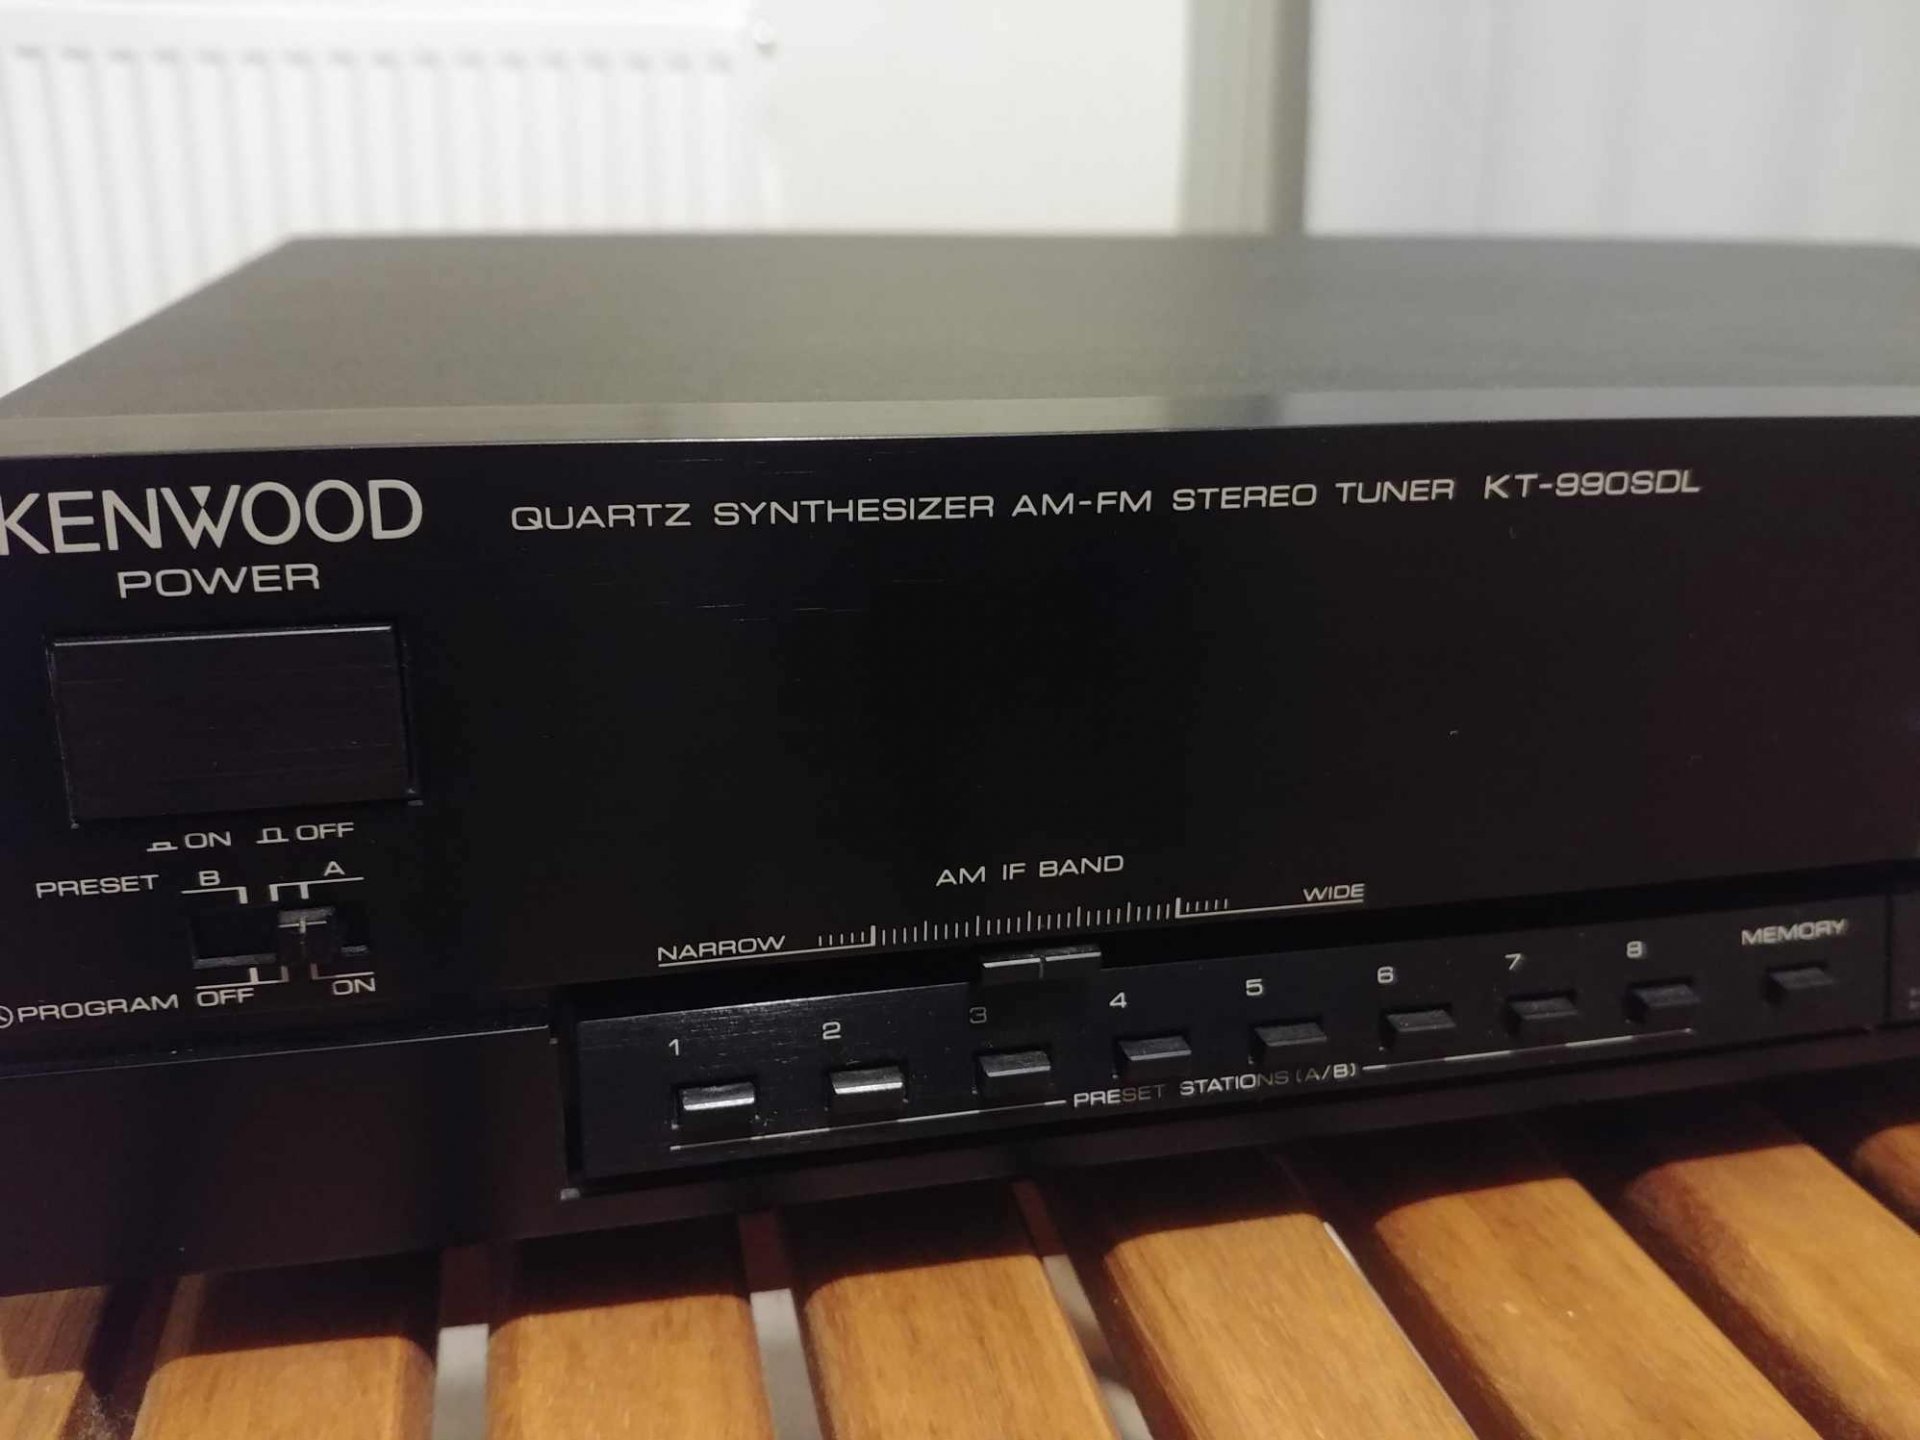 KENWOOD
QUARTZ SYNTHESIZER AM-FM STEREO TUNER KT-990SDL
POWER
ON OFF
PRESET B A
PROGRAM OFF ON
AM IF BAND
NARROW WIDE
1 2 3 4 5 6 7 8 MEMORY
PRESET STATIONS (A/B)